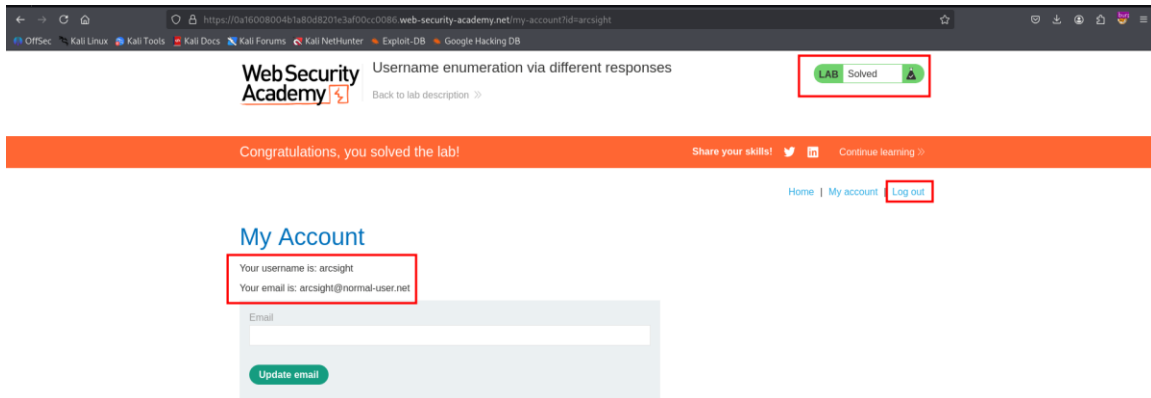 https://0a16008004b1a80d8201e3af00cc0086.web-security-academy.net/my-account?id=arcsight
OffSec Kali Linux Kali Tools Kali Docs Kali Forums Kali NetHunter Exploit-DB Google Hacking DB
Web Security Academy
Username enumeration via different responses
Back to lab description
LAB Solved
Congratulations, you solved the lab!
Share your skills! Continue learning
Home | My account | Log out
My Account
Your username is: arcsight
Your email is: arcsight@normal-user.net
Email
Update email